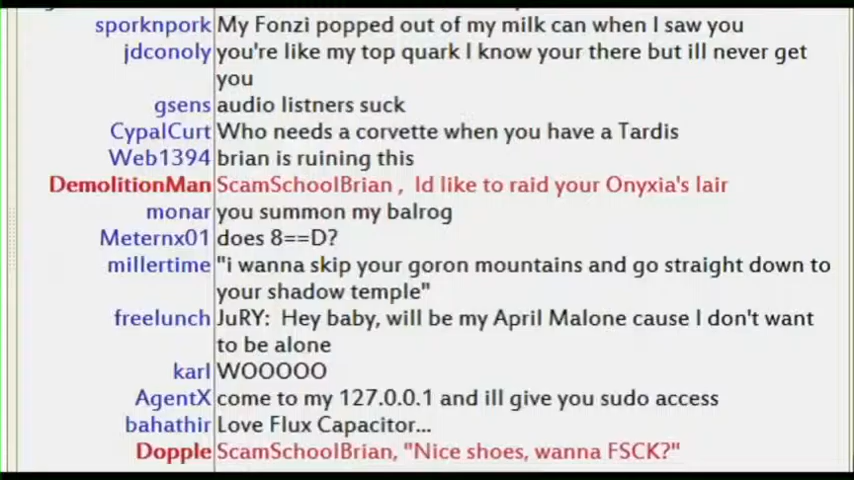 sporknpork My Fonzi popped out of my milk can when I saw you
jdconoly you're like my top quark I know your there but ill never get
you
gsens audio listners suck
CypalCurt Who needs a corvette when you have a Tardis
Web1394 brian is ruining this
DemolitionMan ScamSchoolBrian , Id like to raid your Onyxia's lair
monar you summon my balrog
Meternx01 does 8==D?
millertime "i wanna skip your goron mountains and go straight down to
your shadow temple"
freelunch JuRY: Hey baby, will be my April Malone cause I don't want
to be alone
karl WOOOOO
AgentX come to my 127.0.0.1 and ill give you sudo access
bahathir Love Flux Capacitor...
Dopple ScamSchoolBrian, "Nice shoes, wanna FSCK?"